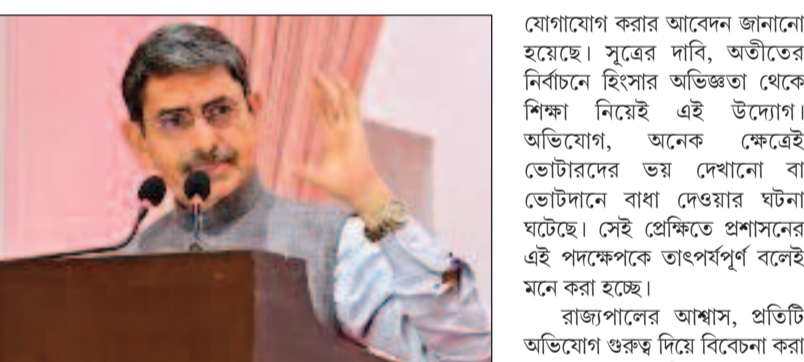 যোগাযোগ করার আবেদন জানানো
হয়েছে। সূত্রের দাবি, অতীতের
নির্বাচনে হিংসার অভিজ্ঞতা থেকে
শিক্ষা নিয়েই এই উদ্যোগ।
অভিযোগ, অনেক ক্ষেত্রেই
ভোটারদের ভয় দেখানো বা
ভোটদানে বাধা দেওয়ার ঘটনা
ঘটেছে। সেই প্রেক্ষিতে প্রশাসনের
এই পদক্ষেপকে তাৎপর্যপূর্ণ বলেই
মনে করা হচ্ছে।
রাজ্যপালের আশ্বাস, প্রতিটি
অভিযোগ গুরুত্ব দিয়ে বিবেচনা করা